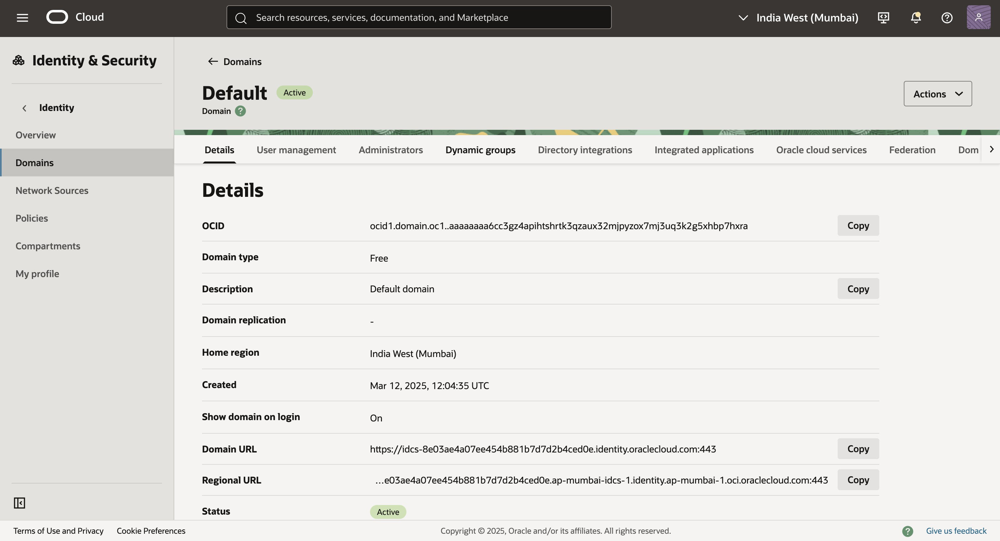 Cloud
Search resources, services, documentation, and Marketplace
India West (Mumbai)
Identity & Security
Identity
Overview
Domains
Network Sources
Policies
Compartments
My profile
Domains
Default Active
Domain ?
Actions
Details User management Administrators Dynamic groups Directory integrations Integrated applications Oracle cloud services Federation Dom
Details
OCID ocid1.domain.oc1..aaaaaaaa6cc3gz4apihtshrtk3qzaux32mjpyzox7mj3uq3k2g5xhbp7hxra Copy
Domain type Free
Description Default domain Copy
Domain replication -
Home region India West (Mumbai)
Created Mar 12, 2025, 12:04:35 UTC
Show domain on login On
Domain URL https://idcs-8e03ae4a07ee454b881b7d7d2b4ced0e.identity.oraclecloud.com:443 Copy
Regional URL ...e03ae4a07ee454b881b7d7d2b4ced0e.ap-mumbai-idcs-1.identity.ap-mumbai-1.oci.oraclecloud.com:443 Copy
Status Active
Terms of Use and Privacy Cookie Preferences Copyright © 2025, Oracle and/or its affiliates. All rights reserved. ? Give us feedback